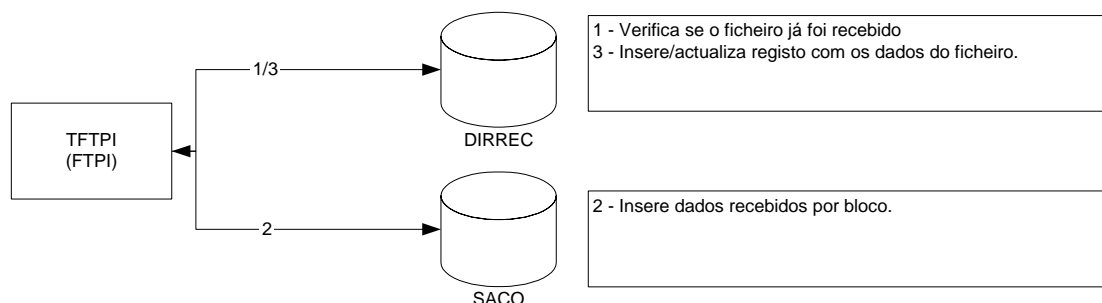 1 - Verifica se o ficheiro já foi recebido
3 - Insere/actualiza registo com os dados do ficheiro.
1/3
TFTPI
(FTPI)
DIRREC
2 - Insere dados recebidos por bloco.
2
SACO